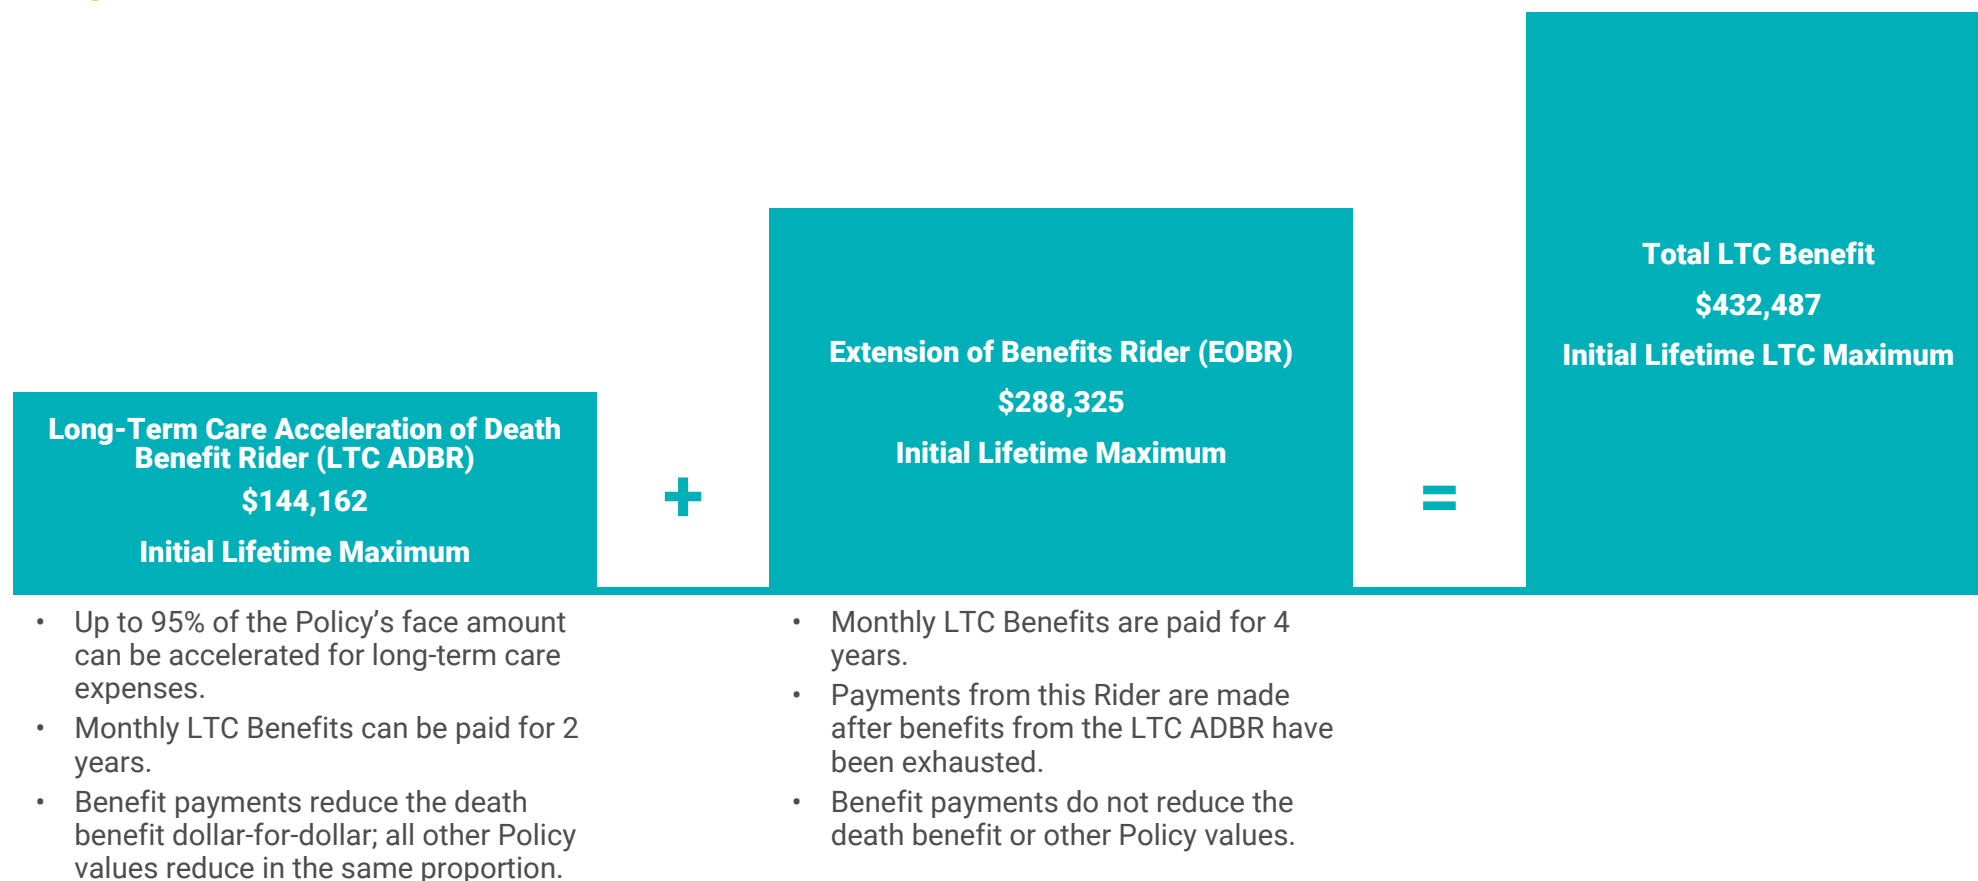 Long-Term Care Acceleration of Death
Benefit Rider (LTC ADBR)
$144,162
Initial Lifetime Maximum
+
Extension of Benefits Rider (EOBR)
$288,325
Initial Lifetime Maximum
=
Total LTC Benefit
$432,487
Initial Lifetime LTC Maximum
• Up to 95% of the Policy's face amount
can be accelerated for long-term care
expenses.
• Monthly LTC Benefits can be paid for 2
years.
• Benefit payments reduce the death
benefit dollar-for-dollar; all other Policy
values reduce in the same proportion.
• Monthly LTC Benefits are paid for 4
years.
• Payments from this Rider are made
after benefits from the LTC ADBR have
been exhausted.
• Benefit payments do not reduce the
death benefit or other Policy values.